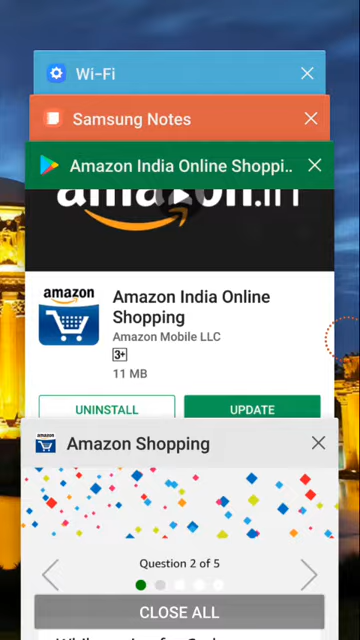 Wi-Fi
Samsung Notes
Amazon India Online Shoppi..
amazon.in
amazon
Amazon India Online
Shopping
Amazon Mobile LLC
3+
11 MB
UNINSTALL
UPDATE
amazon
Amazon Shopping
Question 2 of 5
CLOSE ALL